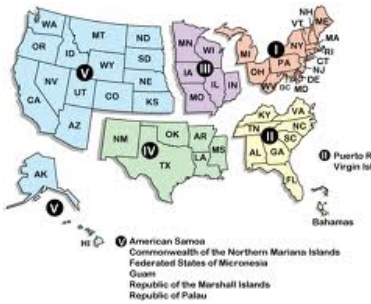 WA
MT
ND
OR
ID
WY
SD
NV
UT
CO
NE
KS
CA
AZ
V
MN
WI
IA
III
MO
IL
IN
MI
I
OH
PA
NY
WV
NH
VT
ME
MA
RI
CT
NJ
DE
MD
DC
NM
OK
AR
IV
TX
LA
MS
KY
VA
TN
NC
II
SC
AL
GA
FL
II Puerto R
Virgin Isl
Bahamas
AK
V
HI
V American Samoa
Commonwealth of the Northern Mariana Islands
Federated States of Micronesia
Guam
Republic of the Marshall Islands
Republic of Palau